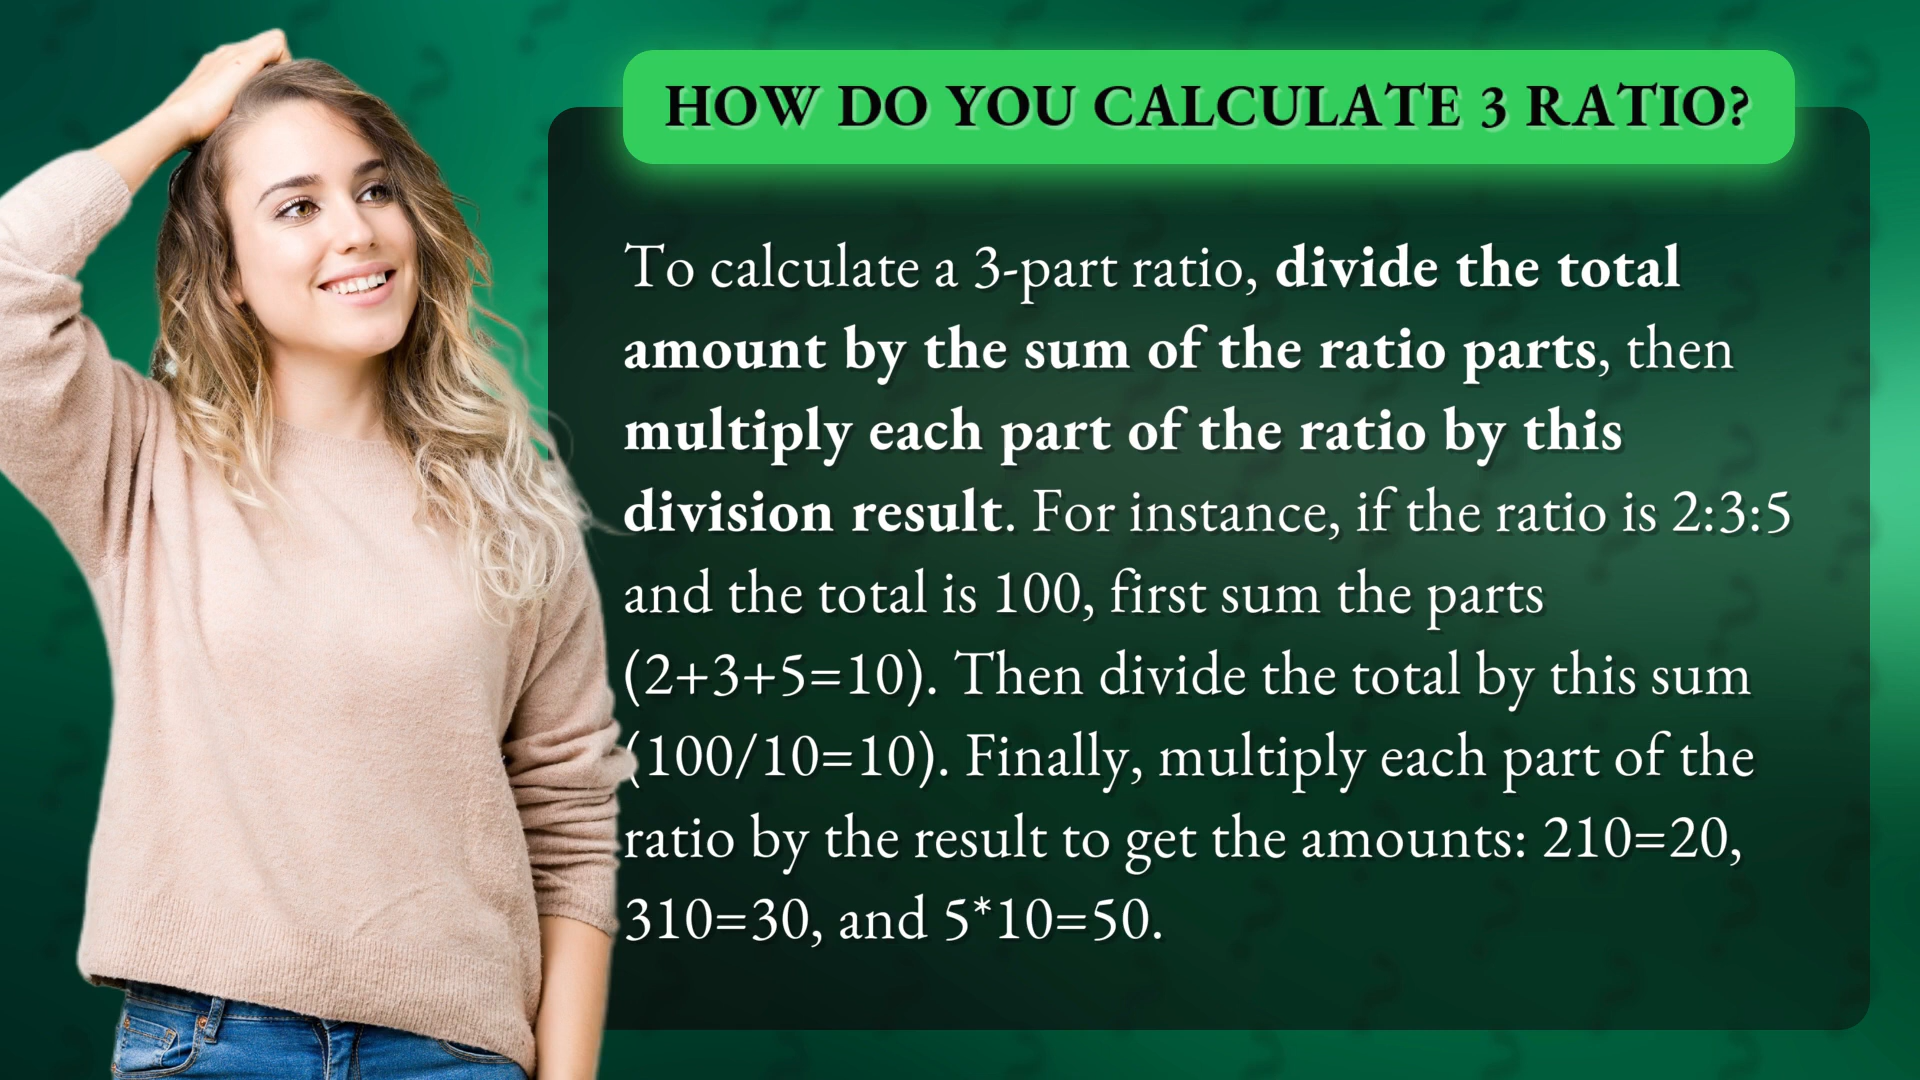 HOW DO YOU CALCULATE 3 RATIO?
To calculate a 3-part ratio, divide the total
amount by the sum of the ratio parts, then
multiply each part of the ratio by this
division result. For instance, if the ratio is 2:3:5
and the total is 100, first sum the parts
(2+3+5=10). Then divide the total by this sum
(100/10=10). Finally, multiply each part of the
ratio by the result to get the amounts: 210=20,
310=30, and 5*10=50.